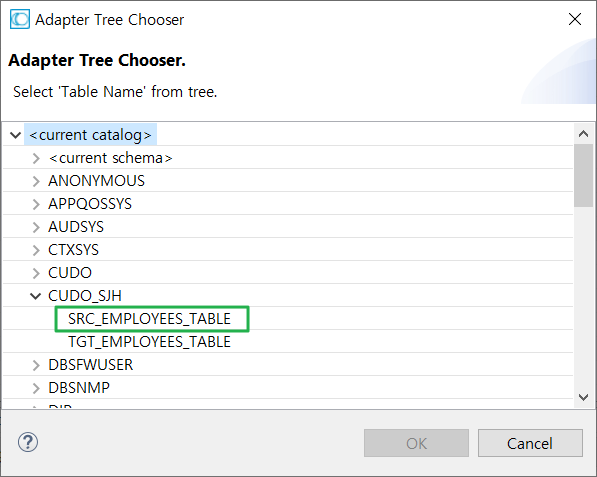 Adapter Tree Chooser
Adapter Tree Chooser.
Select 'Table Name' from tree.
<current catalog>
<current schema>
ANONYMOUS
APPQOSSYS
AUDSYS
CTXSYS
CUDO
CUDO_SJH
SRC_EMPLOYEES_TABLE
TGT_EMPLOYEES_TABLE
DBSFWUSER
DBSNMP
?
OK
Cancel